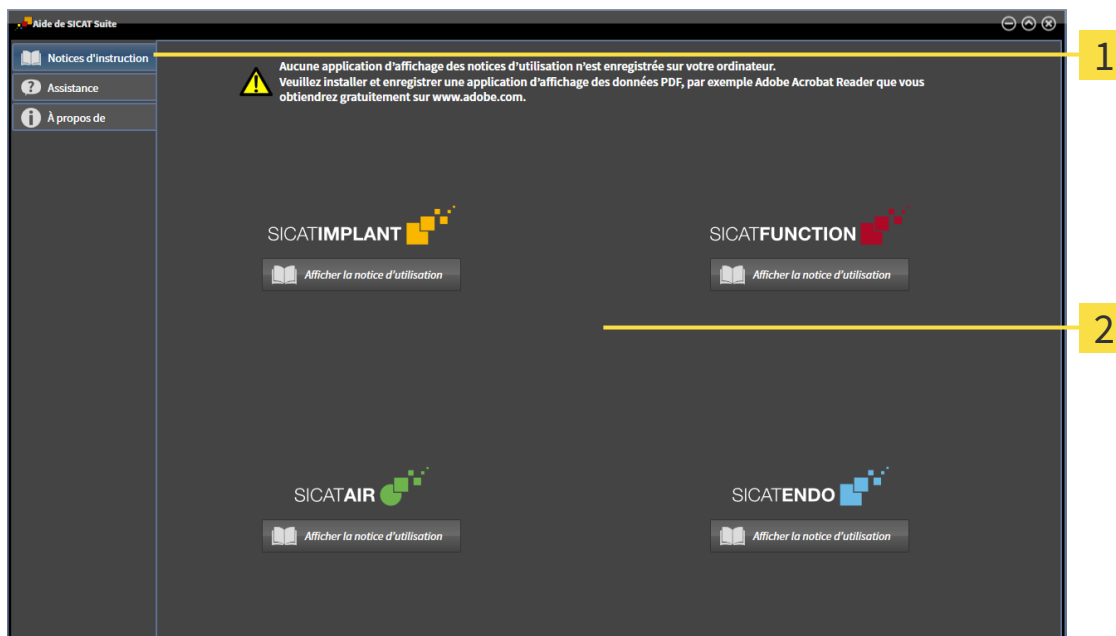 Aide de SICAT Suite
Notices d'instruction
Assistance
À propos de
Aucune application d'affichage des notices d'utilisation n'est enregistrée sur votre ordinateur.
Veuillez installer et enregistrer une application d'affichage des données PDF, par exemple Adobe Acrobat Reader que vous
obtiendrez gratuitement sur www.adobe.com.
1
SICATIMPLANT
SICATFUNCTION
Afficher la notice d'utilisation
Afficher la notice d'utilisation
2
SICATAIR
SICATENDO
Afficher la notice d'utilisation
Afficher la notice d'utilisation